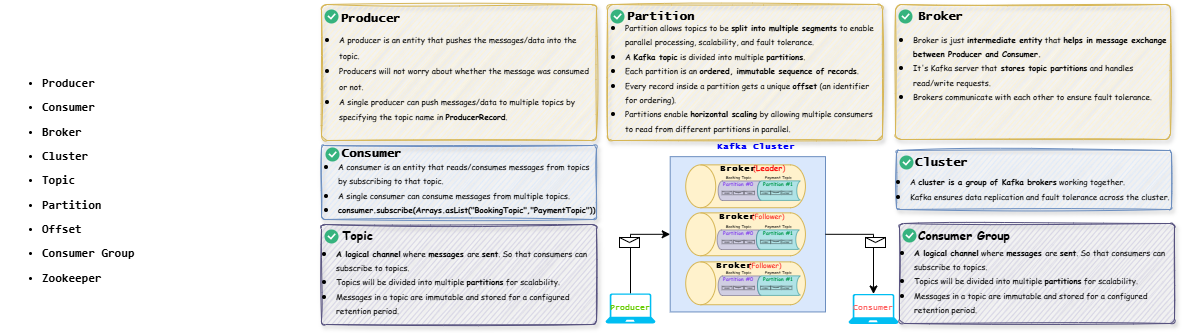 Producer
Consumer
Broker
Cluster
Topic
Partition
Offset
Consumer Group
Zookeeper
Producer
A producer is an entity that pushes the messages/data into the
topic.
Producers will not worry about whether the message was consumed
or not.
A single producer can push messages/data to multiple topics by
specifying the topic name in ProducerRecord.
Partition
Partition allows topics to be split into multiple segments to enable
parallel processing, scalability, and fault tolerance.
A Kafka topic is divided into multiple partitions.
Each partition is an ordered, immutable sequence of records.
Every record inside a partition gets a unique offset (an identifier
for ordering).
Partitions enable horizontal scaling by allowing multiple consumers
to read from different partitions in parallel.
Broker
Broker is just intermediate entity that helps in message exchange
between Producer and Consumer.
It's Kafka server that stores topic partitions and handles
read/write requests.
Brokers communicate with each other to ensure fault tolerance.
Consumer
A consumer is an entity that reads/consumes messages from topics
by subscribing to that topic.
A single consumer can consume messages from multiple topics.
consumer.subscribe(Arrays.asList("BookingTopic","PaymentTopic"))
Kafka Cluster
Broker(Leader)
Booking Topic Payment Topic
Partition #0 Partition #1
Broker(Follower)
Booking Topic Payment Topic
Partition #0 Partition #1
Broker(Follower)
Booking Topic Payment Topic
Partition #0 Partition #1
Producer
Consumer
Cluster
A cluster is a group of Kafka brokers working together.
Kafka ensures data replication and fault tolerance across the cluster.
Topic
A logical channel where messages are sent. So that consumers can
subscribe to topics.
Topics will be divided into multiple partitions for scalability.
Messages in a topic are immutable and stored for a configured
retention period.
Consumer Group
A logical channel where messages are sent. So that consumers can
subscribe to topics.
Topics will be divided into multiple partitions for scalability.
Messages in a topic are immutable and stored for a configured
retention period.